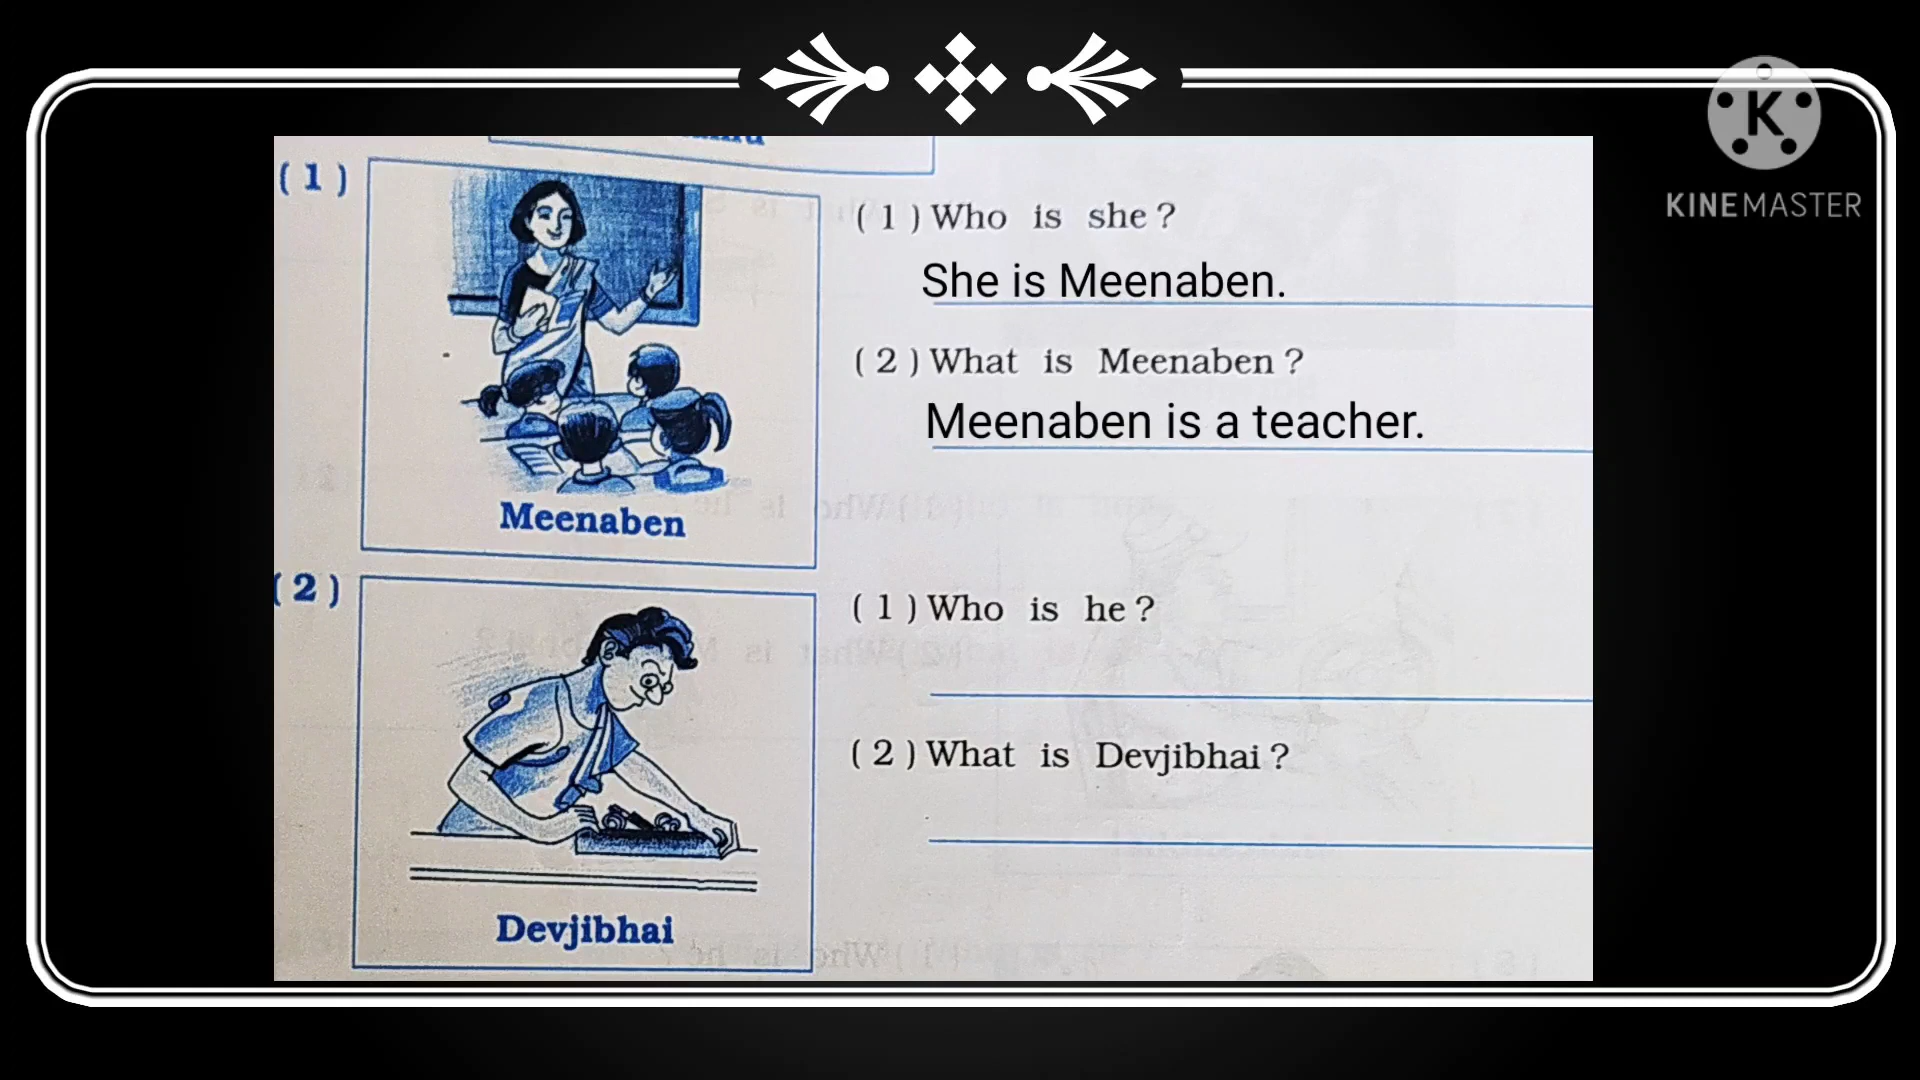 KINEMASTER
( 1 )
( 1 ) Who is she ?
She is Meenaben.
( 2 ) What is Meenaben ?
Meenaben is a teacher.
Meenaben
( 2 )
( 1 ) Who is he ?
( 2 ) What is Devjibhai ?
Devjibhai